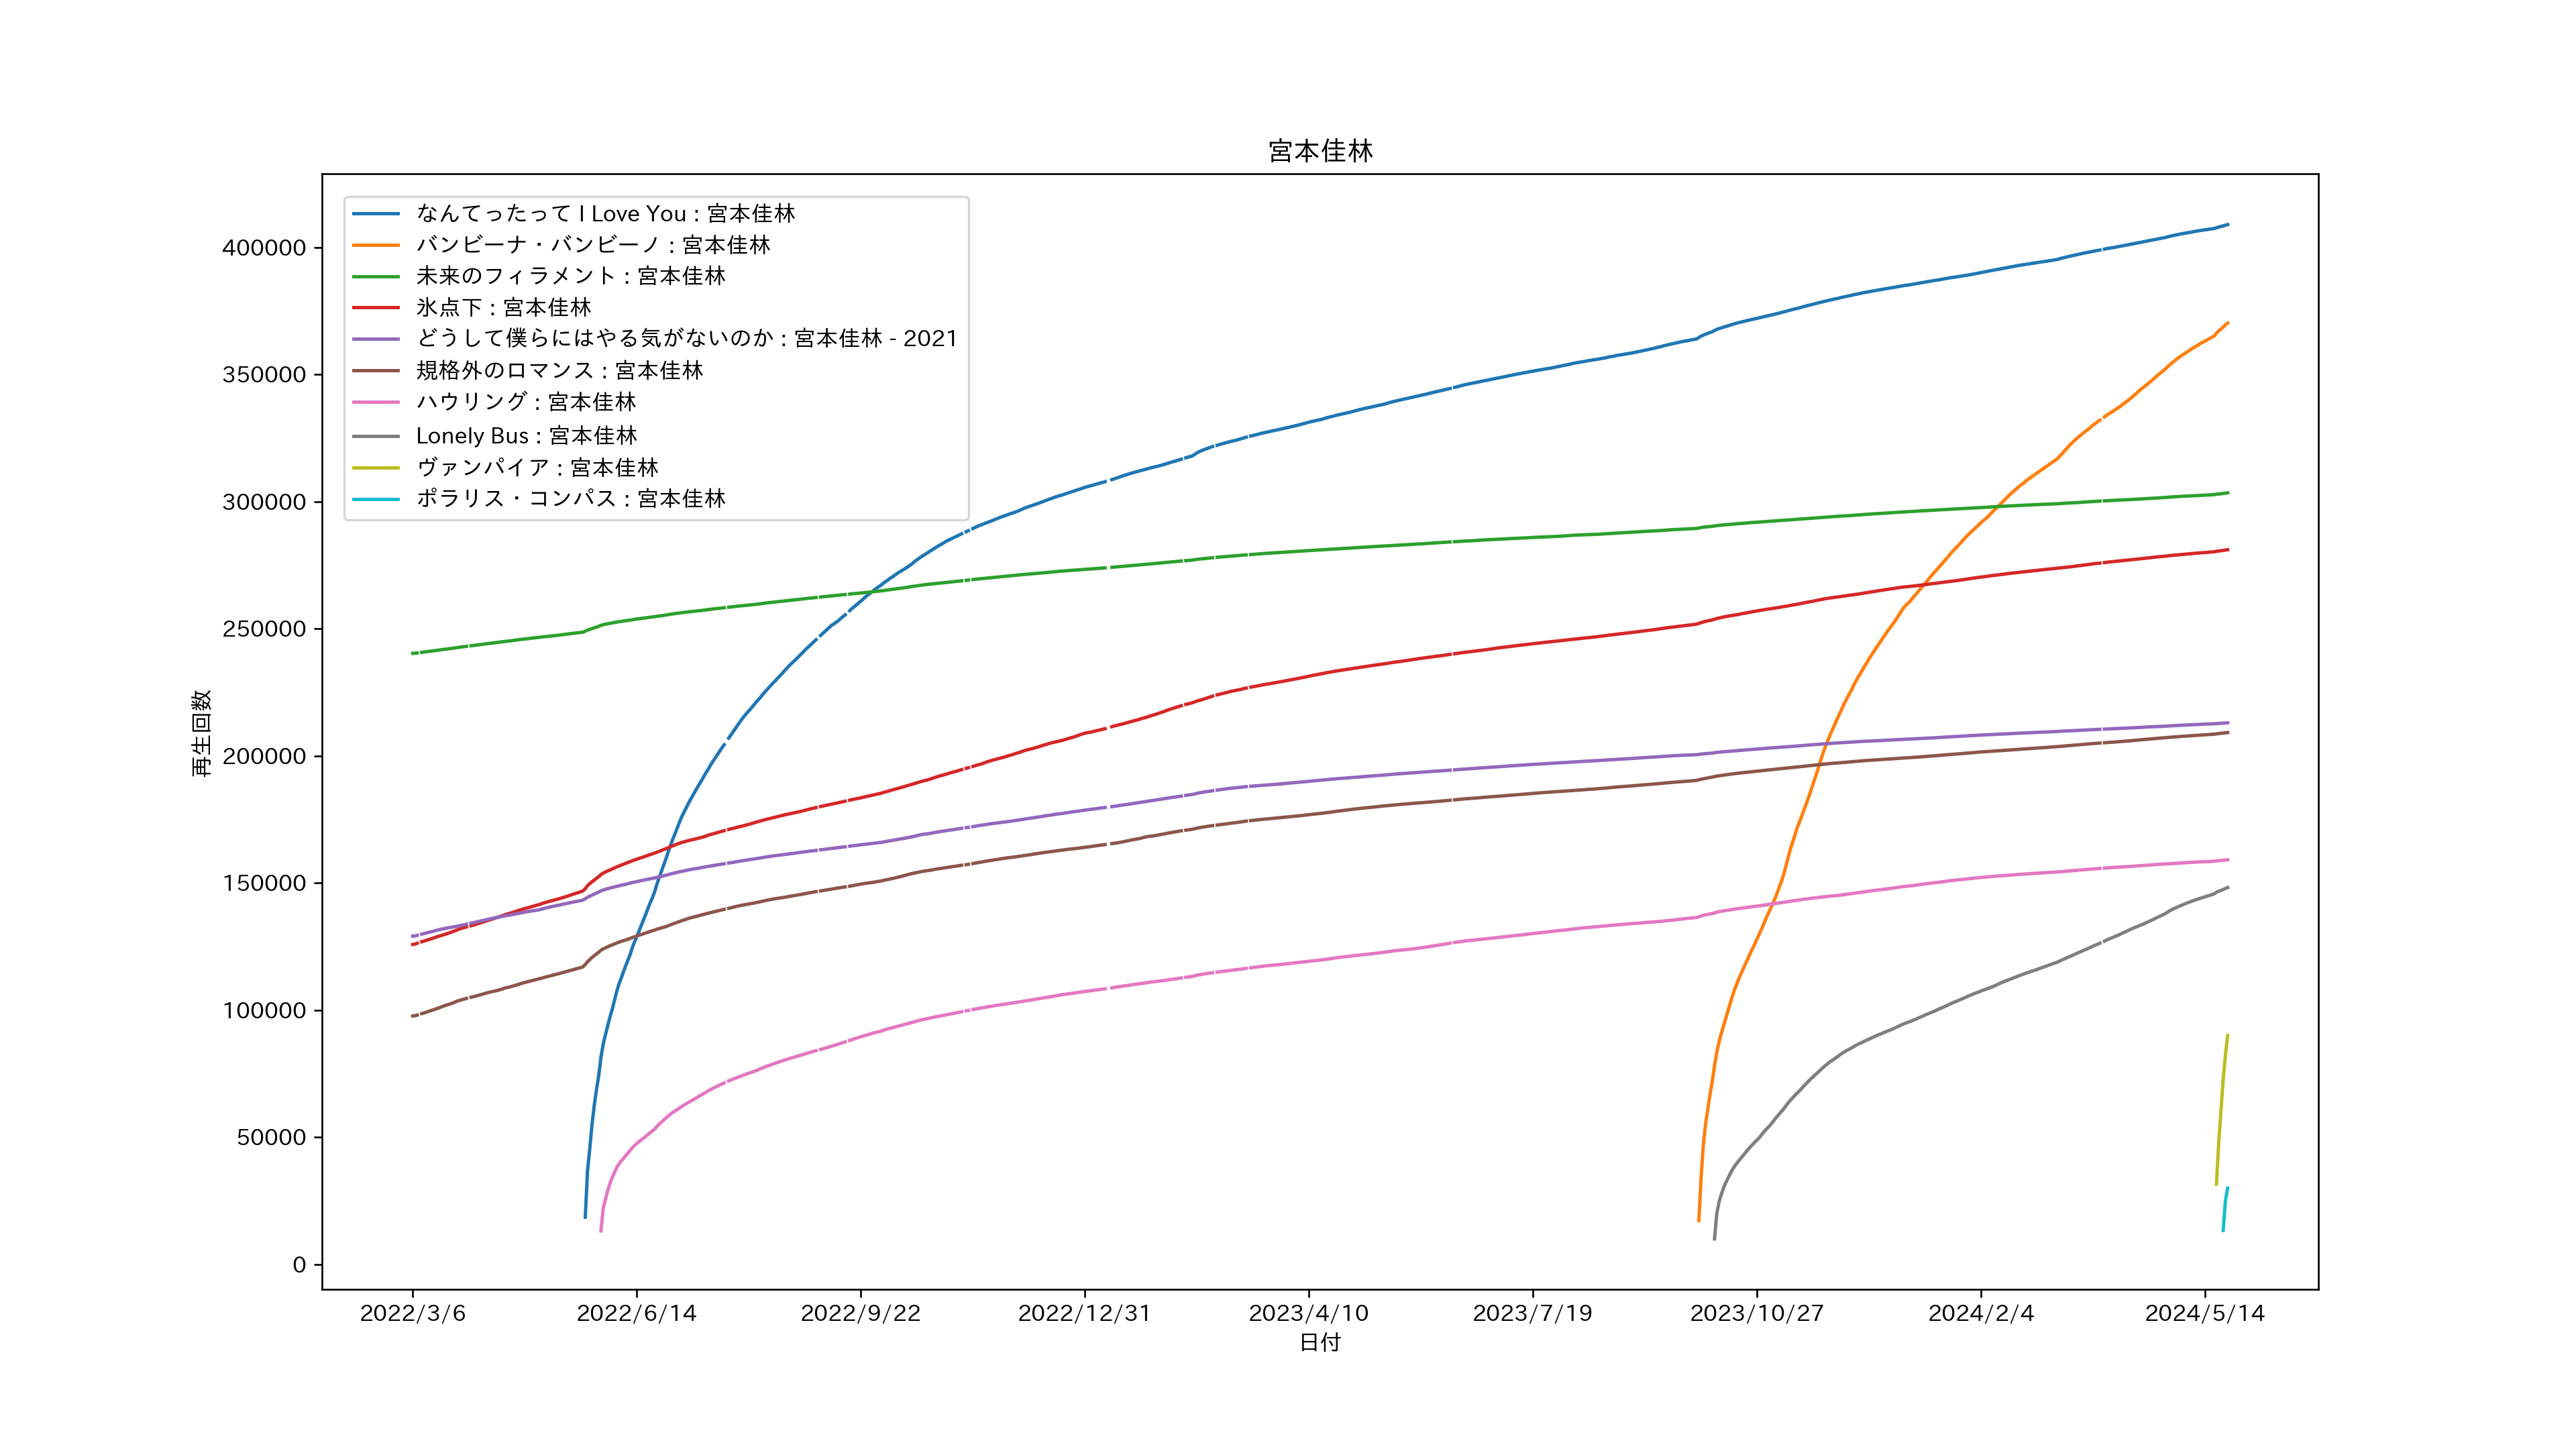 宮本佳林
なんてったって I Love You : 宮本佳林
バンビーナ・バンビーノ : 宮本佳林
未来のフィラメント : 宮本佳林
氷点下 : 宮本佳林
どうして僕らにはやる気がないのか : 宮本佳林 - 2021
規格外のロマンス : 宮本佳林
ハウリング : 宮本佳林
Lonely Bus : 宮本佳林
ヴァンパイア : 宮本佳林
ポラリス・コンパス : 宮本佳林
再生回数
400000
350000
300000
250000
200000
150000
100000
50000
0
2022/3/6 2022/6/14 2022/9/22 2022/12/31 2023/4/10 2023/7/19 2023/10/27 2024/2/4 2024/5/14
日付